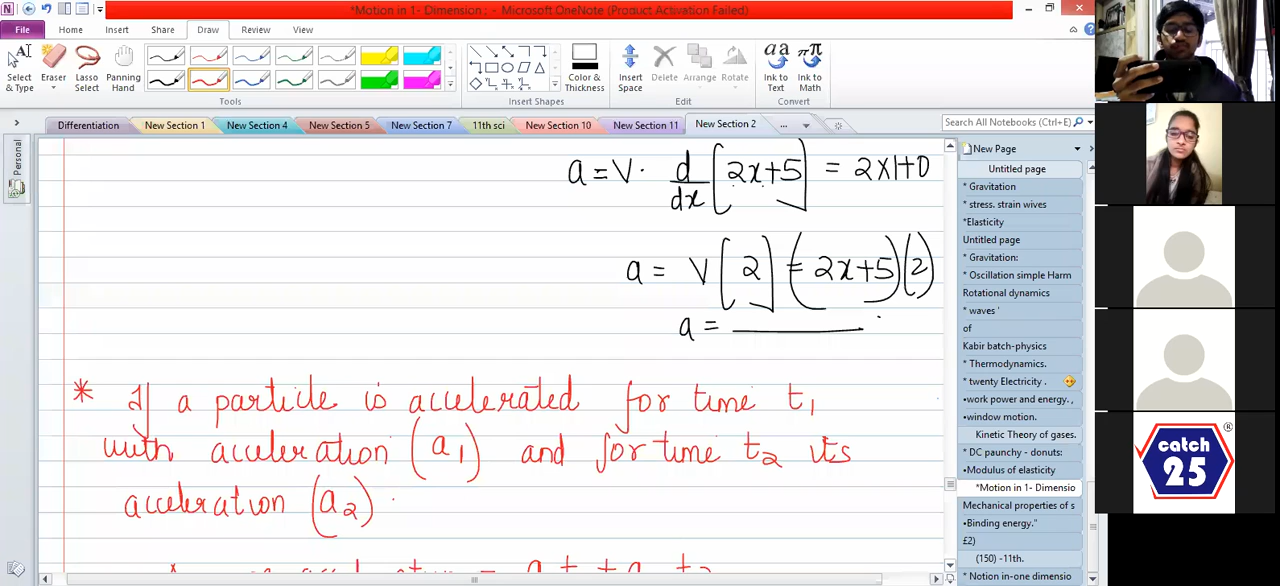 *Motion in 1- Dimension : - Microsoft OneNote (Product Activation Failed)
File Home Insert Share Draw Review View
Select & Type
Eraser
Lasso Select
Panning Hand
Color & Thickness
Insert Space
Delete
Arrange
Rotate
Ink to Text
Ink to Math
Tools Insert Shapes Edit Convert
Differentiation New Section 1 New Section 4 New Section 5 New Section 7 11th sci New Section 10 New Section 11 New Section 2 ... Search All Notebooks (Ctrl+E)
Personal
a = V · d/dx [2x+5] = 2x1+0
a = V [2] = (2x+5)(2)
a =
* If a particle is accelerated for time t1
with acceleration (a1) and for time t2 its
acceleration (a2)
New Page
Untitled page
* Gravitation
* stress. strain wives
*Elasticity
Untitled page
* Gravitation:
* Oscillation simple Harm
Rotational dynamics
* waves '
of
Kabir batch-physics
* Thermodynamics.
* twenty Electricity .
•work power and energy. ,
•window motion.
Kinetic Theory of gases.
* DC paunchy - donuts:
•Modulus of elasticity
*Motion in 1- Dimensio
Mechanical properties of s
•Binding energy."
£2)
(150) -11th.
* Notion in-one dimensio
catch
25
®